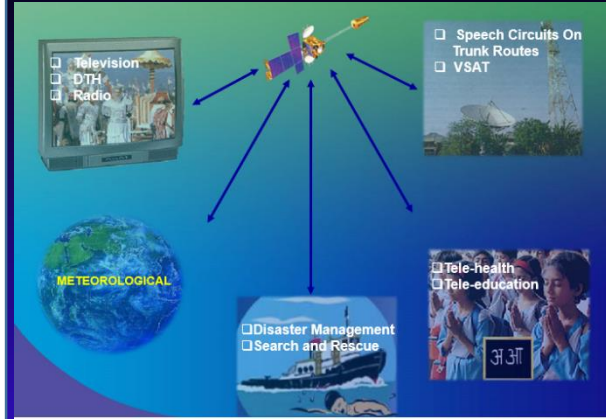 ❑ Television
❑ DTH
❑ Radio
❑ Speech Circuits On
Trunk Routes
❑ VSAT
METEOROLOGICAL
❑Disaster Management
❑Search and Rescue
❑Tele-health
❑Tele-education
अ आ